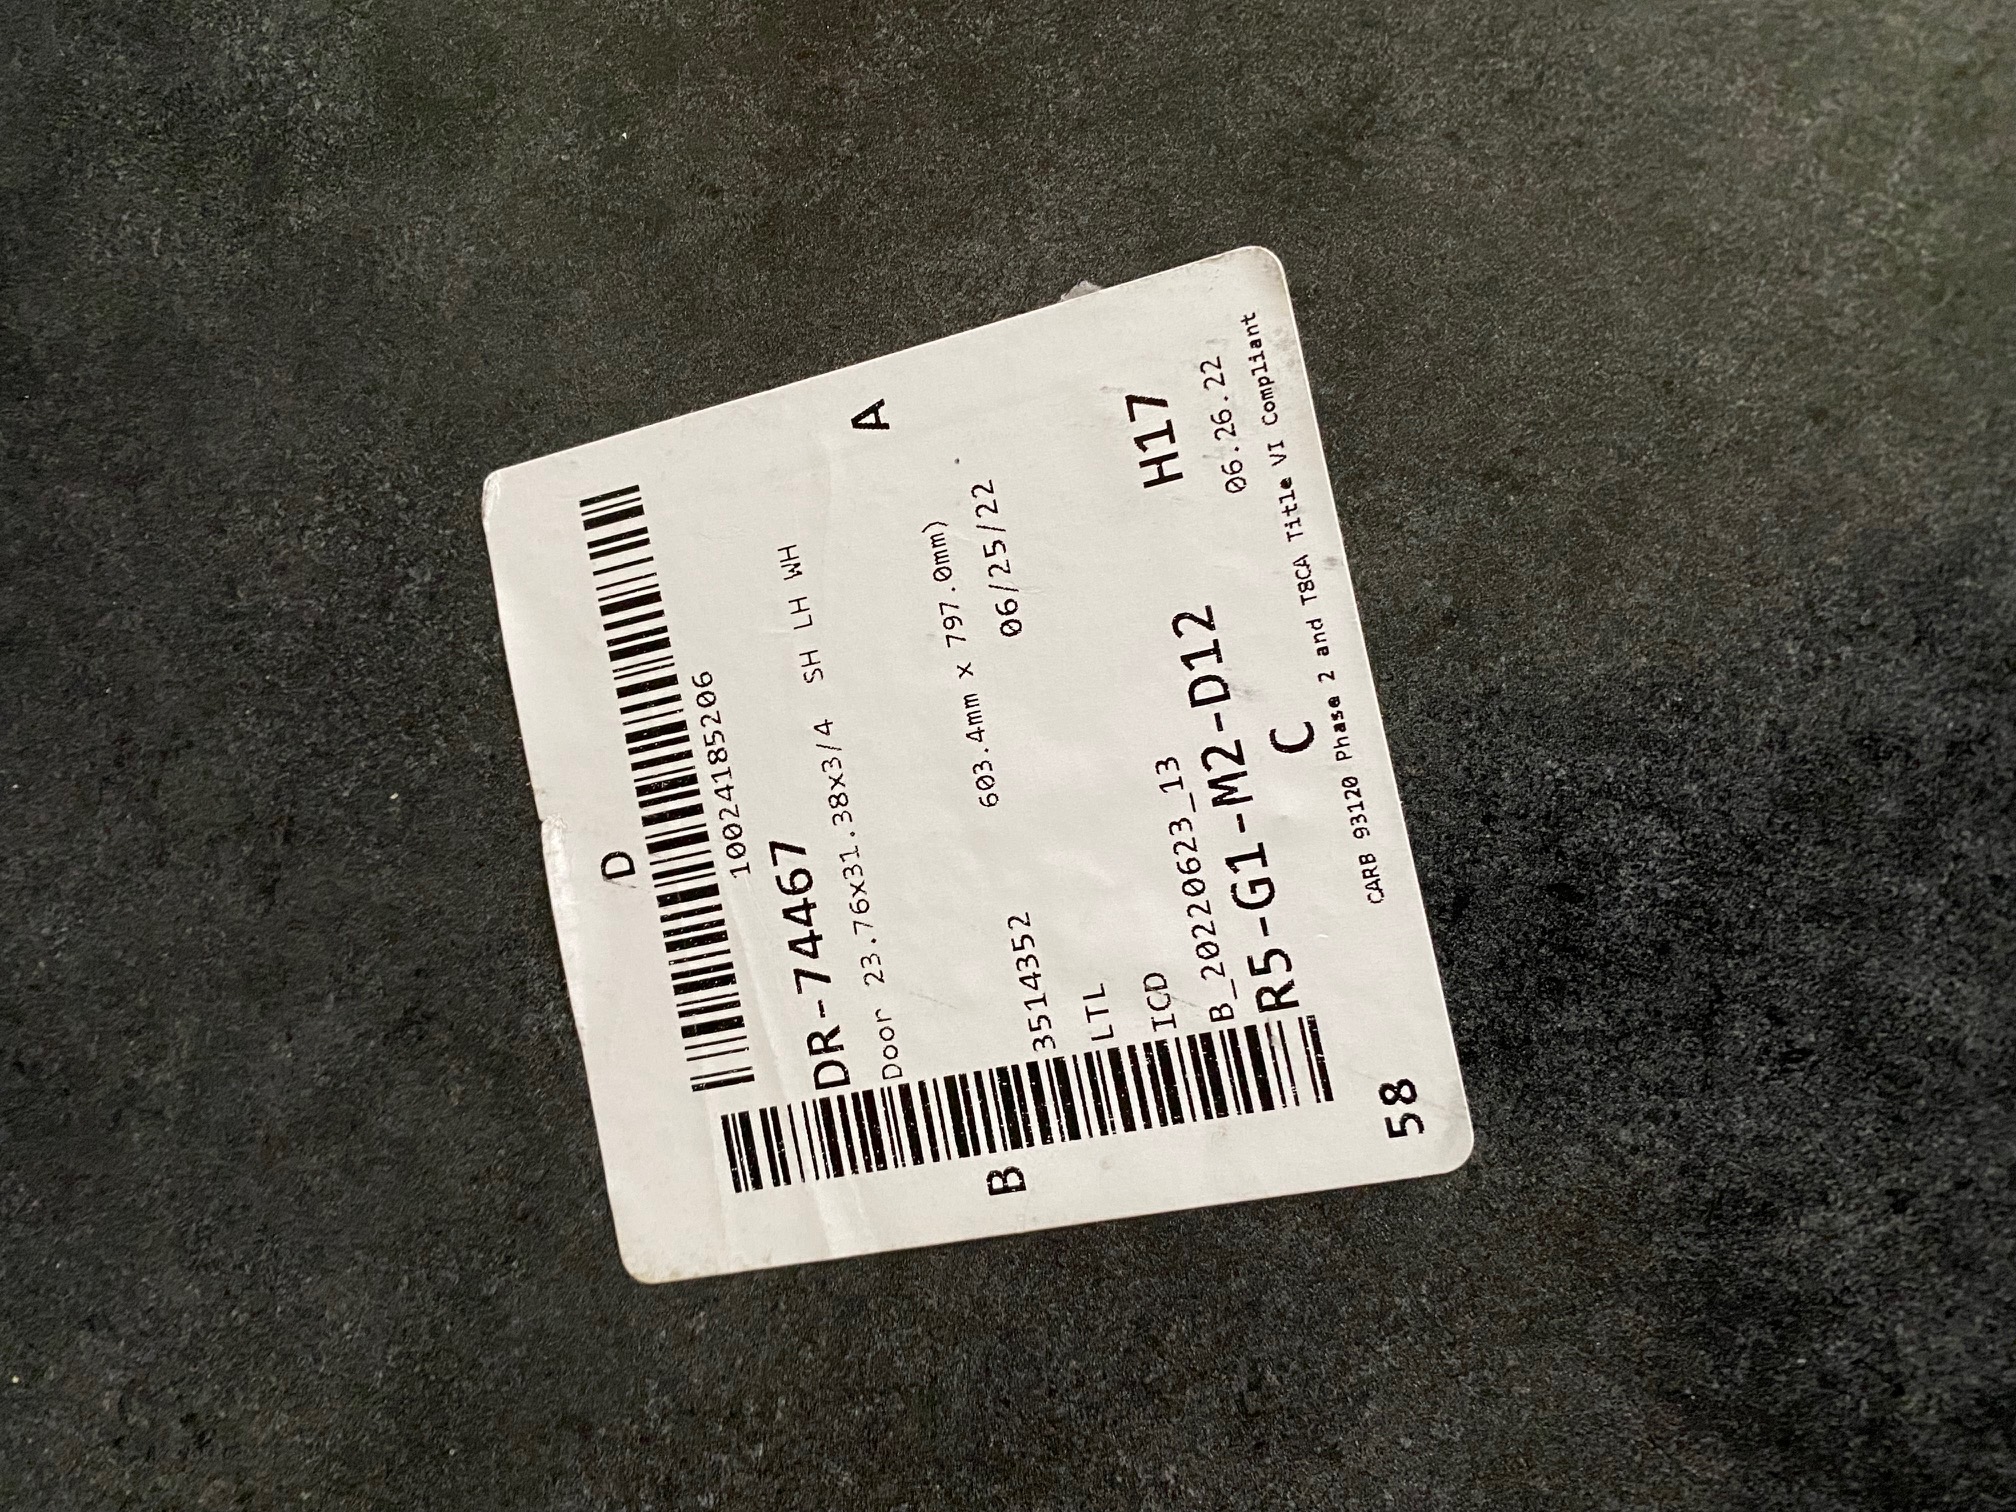 D
10024185206
DR-74467
Door 23.76x31.38x3/4 SH LH WH
A
603.4mm x 797.0mm)
B
3514352 06/25/22
LTL
ICD
B_20220623_13
H17
R5-G1-M2-D12
06.26.22
C
CARB 93120 Phase 2 and T8CA Title VI Compliant
58